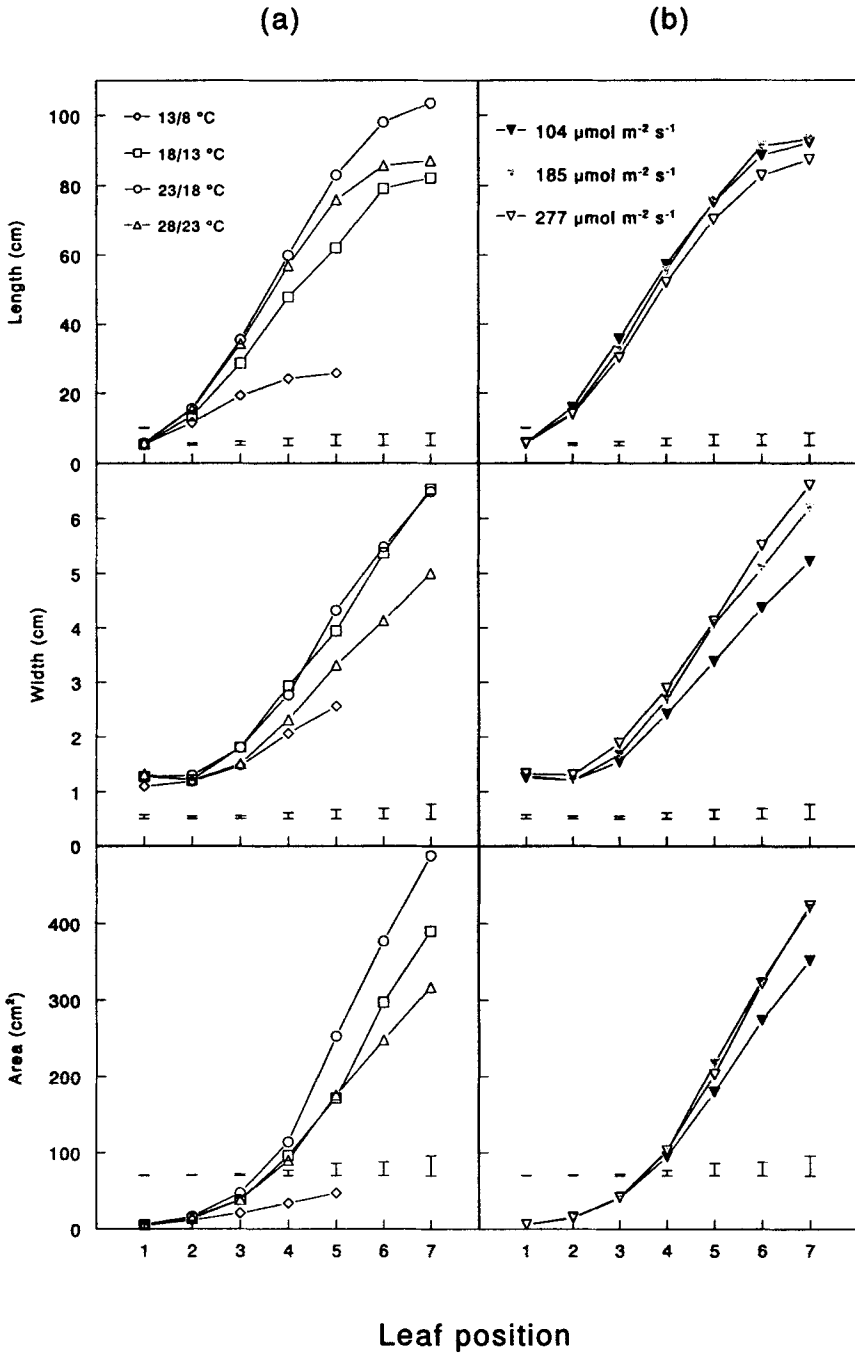 (a)
(b)
13/8 °C
18/13 °C
23/18 °C
28/23 °C
104 µmol m⁻² s⁻¹
185 µmol m⁻² s⁻¹
277 µmol m⁻² s⁻¹
Length (cm)
100
80
60
40
20
0
Width (cm)
6
5
4
3
2
1
0
Area (cm²)
400
300
200
100
0
1 2 3 4 5 6 7
1 2 3 4 5 6 7
Leaf position